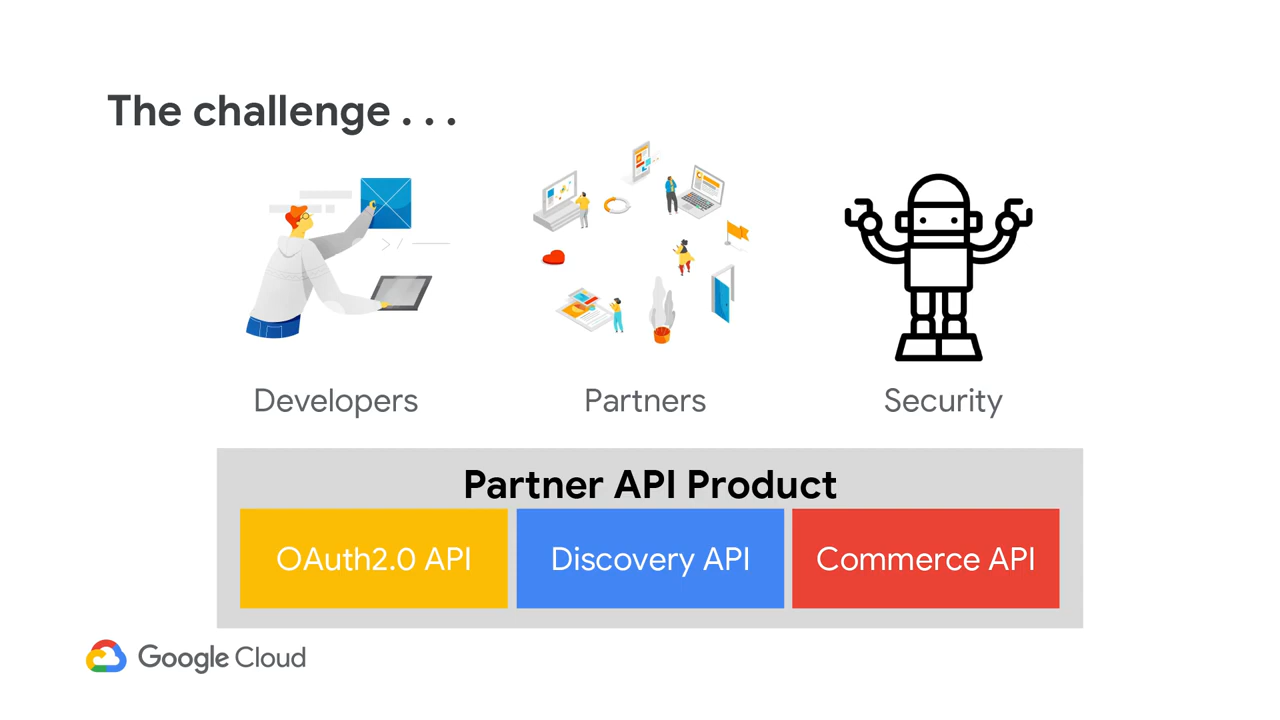 The challenge . . .
Developers
Partners
Security
Partner API Product
OAuth2.0 API
Discovery API
Commerce API
Google Cloud